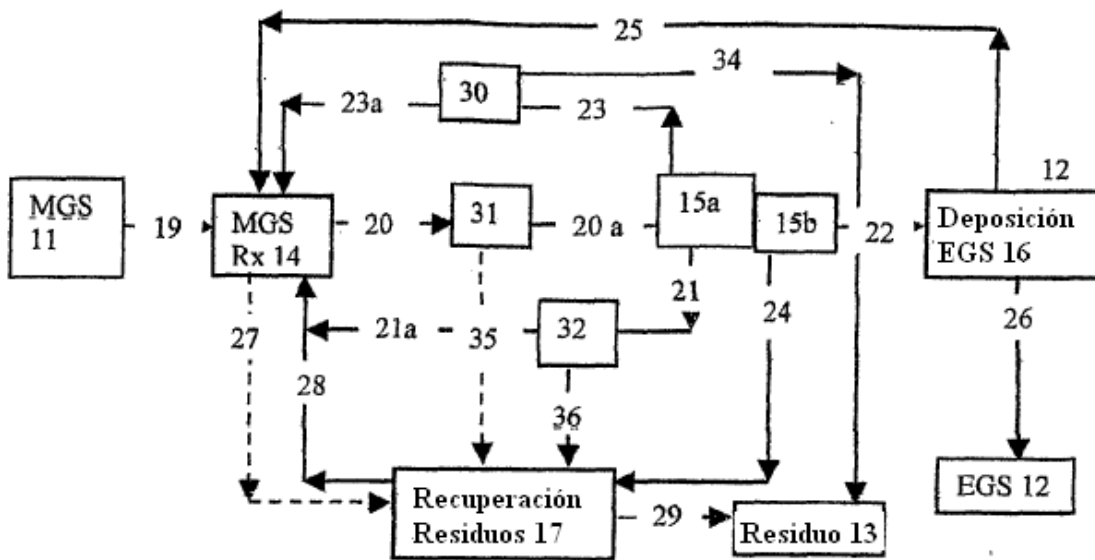 25
34
23a
30
23
12
MGS
11
19
MGS
Rx 14
20
31
20 a
15a
15b
22
Deposición
EGS 16
27
21a
35
32
21
24
26
28
36
EGS 12
Recuperación
Residuos 17
29
Residuo 13